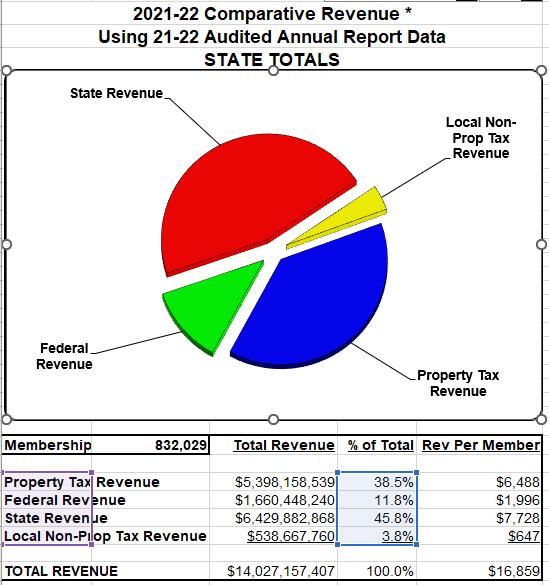 2021-22 Comparative Revenue *
Using 21-22 Audited Annual Report Data
STATE TOTALS
State Revenue
Local Non-
Prop Tax
Revenue
Federal
Revenue
Property Tax
Revenue
Membership 832,029 Total Revenue % of Total Rev Per Member
Property Tax Revenue $5,398,158,539 38.5% $6,488
Federal Revenue $1,660,448,240 11.8% $1,996
State Revenue $6,429,882,868 45.8% $7,728
Local Non-Prop Tax Revenue $538,667,760 3.8% $647
TOTAL REVENUE $14,027,157,407 100.0% $16,859